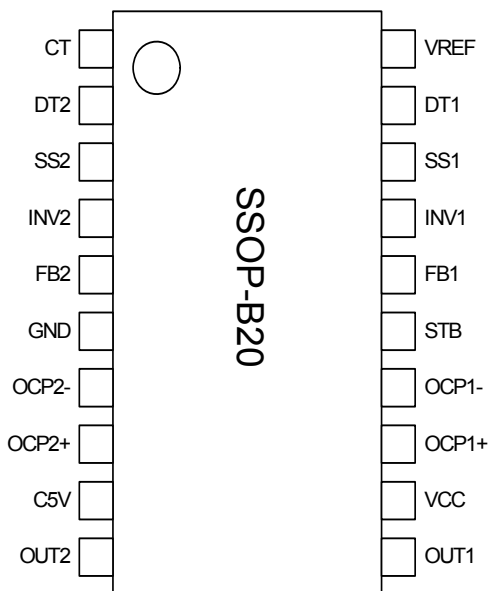 CT VREF
DT2 DT1
SS2 SS1
INV2 INV1
FB2 FB1
GND STB
OCP2- OCP1-
OCP2+ OCP1+
C5V VCC
OUT2 OUT1
SSOP-B20